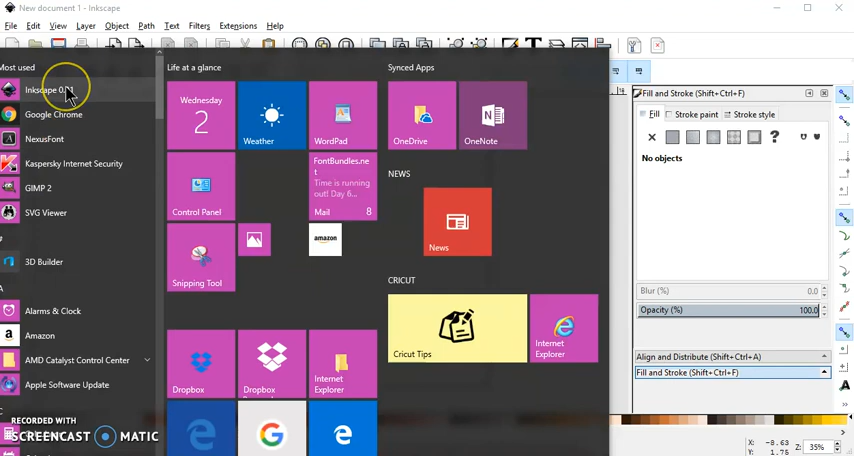 New document 1 - Inkscape
File Edit View Layer Object Path Text Filters Extensions Help
Most used
Inkscape 0.91
Google Chrome
NexusFont
Kaspersky Internet Security
GIMP 2
SVG Viewer
#
3D Builder
A
Alarms & Clock
Amazon
AMD Catalyst Control Center
Apple Software Update
C
Life at a glance
Wednesday
2
Weather
WordPad
Control Panel
FontBundles.ne
t
Time is running
out! Day 6...
Mail 8
amazon
Snipping Tool
Dropbox
Dropbox
Internet
Explorer
Synced Apps
OneDrive
OneNote
NEWS
News
CRICUT
Cricut Tips
Internet
Explorer
Fill and Stroke (Shift+Ctrl+F)
Fill Stroke paint Stroke style
No objects
Blur (%) 0.0
Opacity (%) 100.0
Align and Distribute (Shift+Ctrl+A)
Fill and Stroke (Shift+Ctrl+F)
X: -8.63
Y: 1.75
Z: 35%
RECORDED WITH
SCREENCAST MATIC